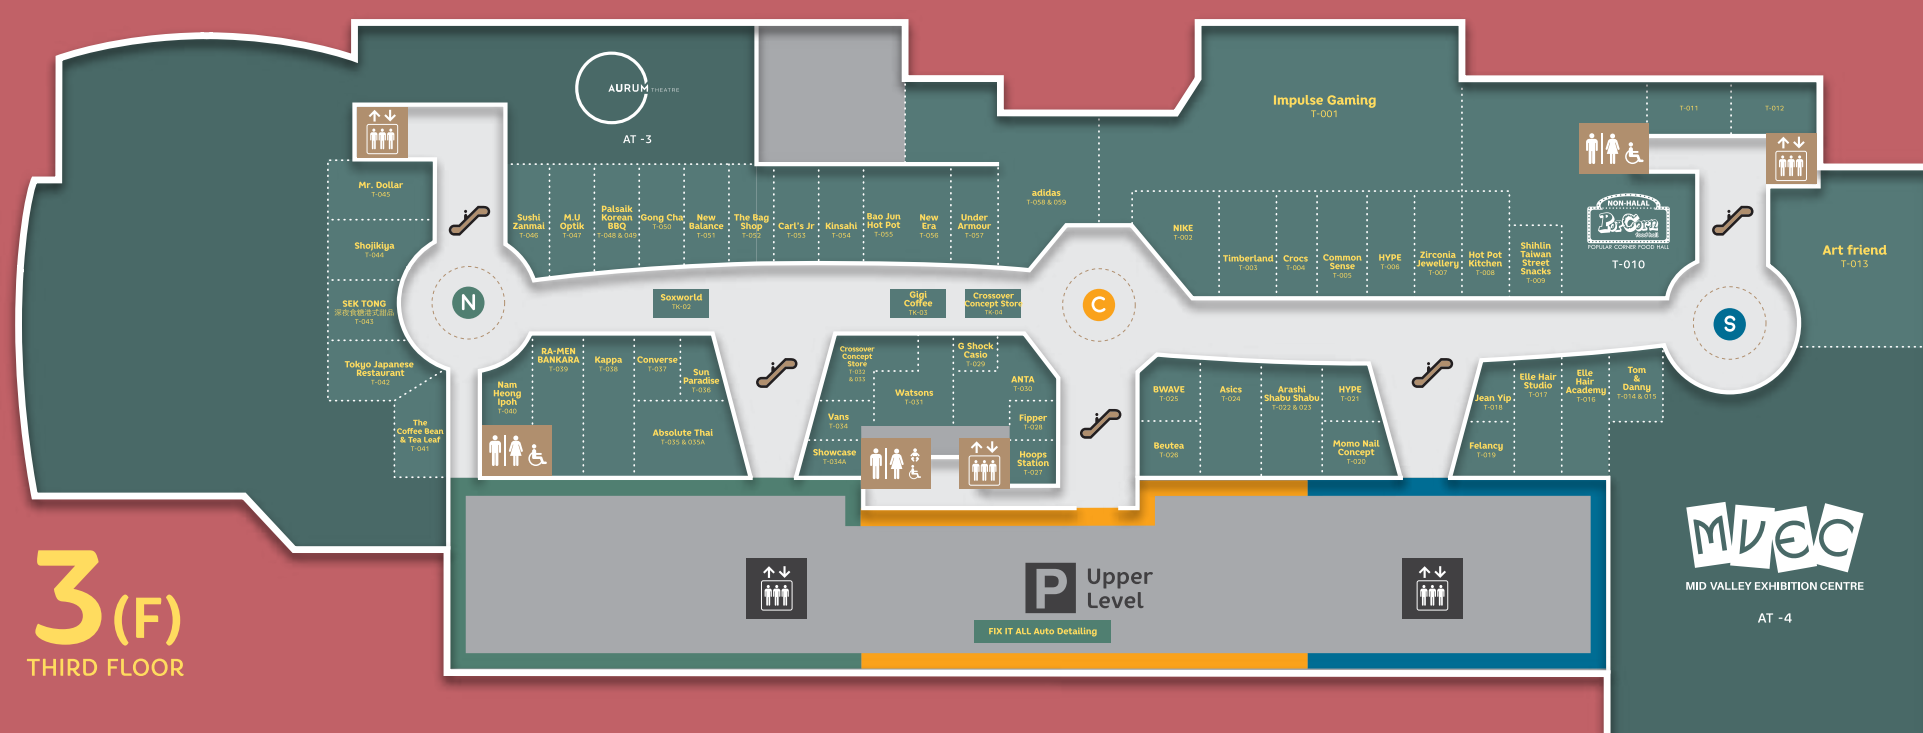 AURUM THEATRE
AT -3
Impulse Gaming
T-001
T-011
T-012
Mr. Dollar
T-045
Shojikiya
T-044
SEK TONG
T-043
Tokyo Japanese
Restaurant
T-042
The
Coffee Bean
& Tea Leaf
T-041
Sushi
Zanmai
T-046
M.U
Optik
T-047
Palsaik
Korean
BBQ
T-048 & 049
Gong Cha
T-050
New
Balance
T-051
The Bag
Shop
T-052
Carl's Jr
T-053
Kinsahi
T-054
Bao Jun
Hot Pot
T-055
New
Era
T-056
Under
Armour
T-057
adidas
T-058 & 059
NIKE
T-002
Timberland
T-003
Crocs
T-004
Common
Sense
T-005
HYPE
T-006
Zirconia
Jewellery
T-007
Hot Pot
Kitchen
T-008
Shihlin
Taiwan
Street
Snacks
T-009
NON-HALAL
PopCorn
food hall
POPULAR CORNER FOOD HALL
T-010
Art friend
T-013
N
Soxworld
TK-02
Gigi
Coffee
TK-03
Crossover
Concept Store
TK-04
C
S
Nam
Heong
Ipoh
T-040
RA-MEN
BANKARA
T-039
Kappa
T-038
Converse
T-037
Sun
Paradise
T-036
Absolute Thai
T-035 & 035A
Crossover
Concept
Store
T-032
& 033
Vans
T-034
Showcase
T-034A
Watsons
T-031
G Shock
Casio
T-029
ANTA
T-030
Fipper
T-028
Hoops
Station
T-027
BWAVE
T-025
Beutea
T-026
Asics
T-024
Arashi
Shabu Shabu
T-022 & 023
HYPE
T-021
Momo Nail
Concept
T-020
Jean Yip
T-018
Felancy
T-019
Elle Hair
Studio
T-017
Elle
Hair
Academy
T-016
Tom
&
Danny
T-014 & 015
P Upper
Level
FIX IT ALL Auto Detailing
MVEC
MID VALLEY EXHIBITION CENTRE
AT -4
3 (F)
THIRD FLOOR